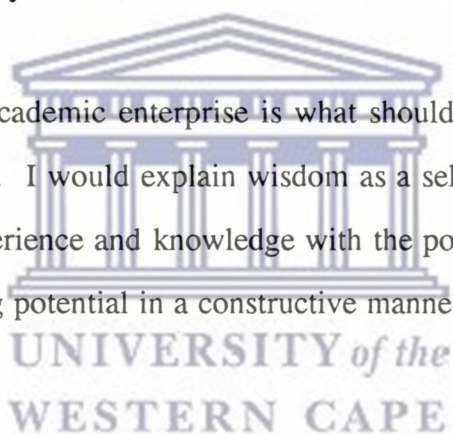 academic enterprise is what should
I would explain wisdom as a sel
erience and knowledge with the po
potential in a constructive manne
UNIVERSITY of the
WESTERN CAPE